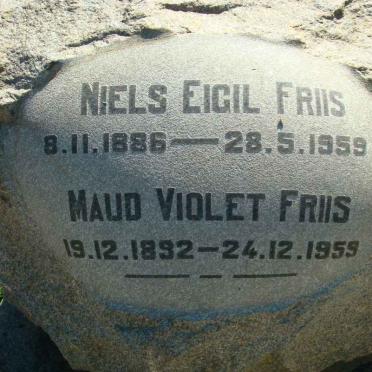 NIELS EIGIL FRIIS
8.11.1886 — 28.5.1959
MAUD VIOLET FRIIS
19.12.1892 — 24.12.1959